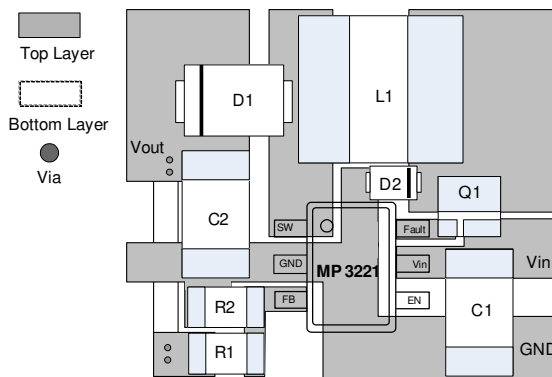 Top Layer
Bottom Layer
Via
D1
L1
Vout
D2
Q1
C2
SW
Fault
GND
MP 3221
Vin
Vin
FB
EN
R2
C1
R1
GND